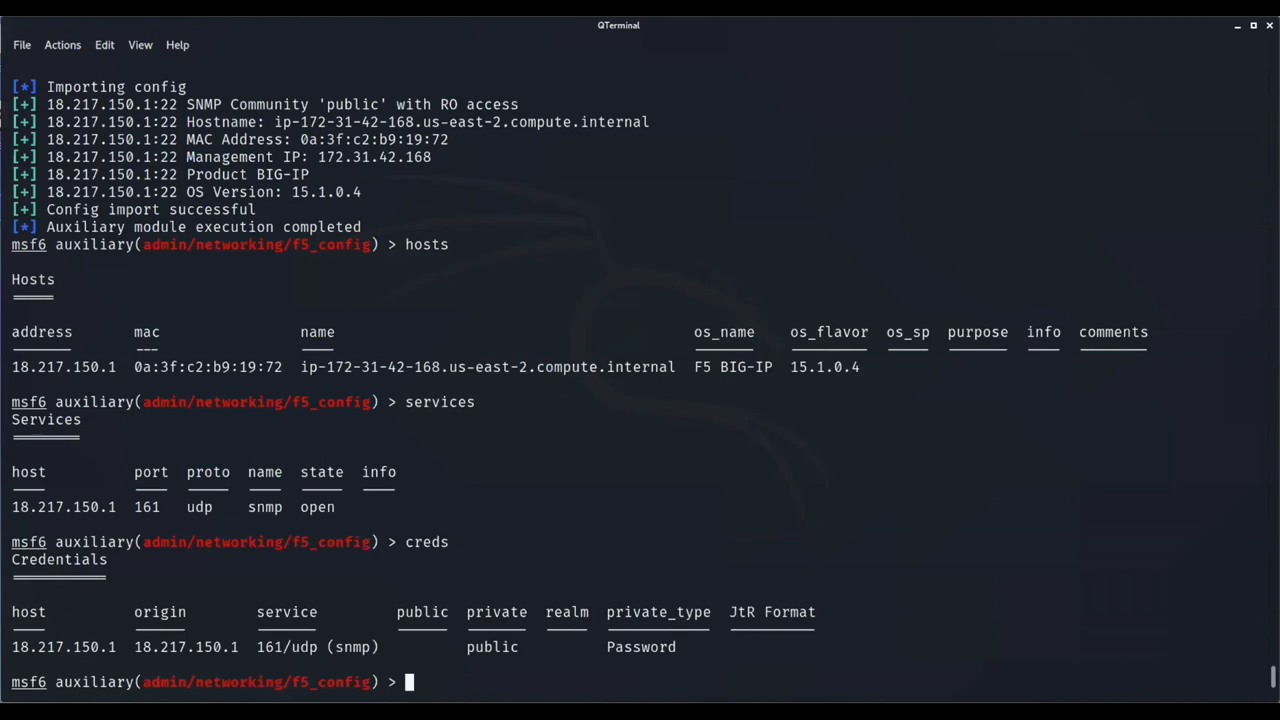 QTerminal
File Actions Edit View Help
[*] Importing config
[+] 18.217.150.1:22 SNMP Community 'public' with RO access
[+] 18.217.150.1:22 Hostname: ip-172-31-42-168.us-east-2.compute.internal
[+] 18.217.150.1:22 MAC Address: 0a:3f:c2:b9:19:72
[+] 18.217.150.1:22 Management IP: 172.31.42.168
[+] 18.217.150.1:22 Product BIG-IP
[+] 18.217.150.1:22 OS Version: 15.1.0.4
[+] Config import successful
[*] Auxiliary module execution completed
msf6 auxiliary(admin/networking/f5_config) > hosts
Hosts
=====
address mac name os_name os_flavor os_sp purpose info comments
------- --- ---- ------- --------- ----- ------- ---- --------
18.217.150.1 0a:3f:c2:b9:19:72 ip-172-31-42-168.us-east-2.compute.internal F5 BIG-IP 15.1.0.4
msf6 auxiliary(admin/networking/f5_config) > services
Services
========
host port proto name state info
---- ---- ----- ---- ----- ----
18.217.150.1 161 udp snmp open
msf6 auxiliary(admin/networking/f5_config) > creds
Credentials
===========
host origin service public private realm private_type JtR Format
---- ------ ------- ------ ------- ----- ------------ ----------
18.217.150.1 18.217.150.1 161/udp (snmp) public Password
msf6 auxiliary(admin/networking/f5_config) >